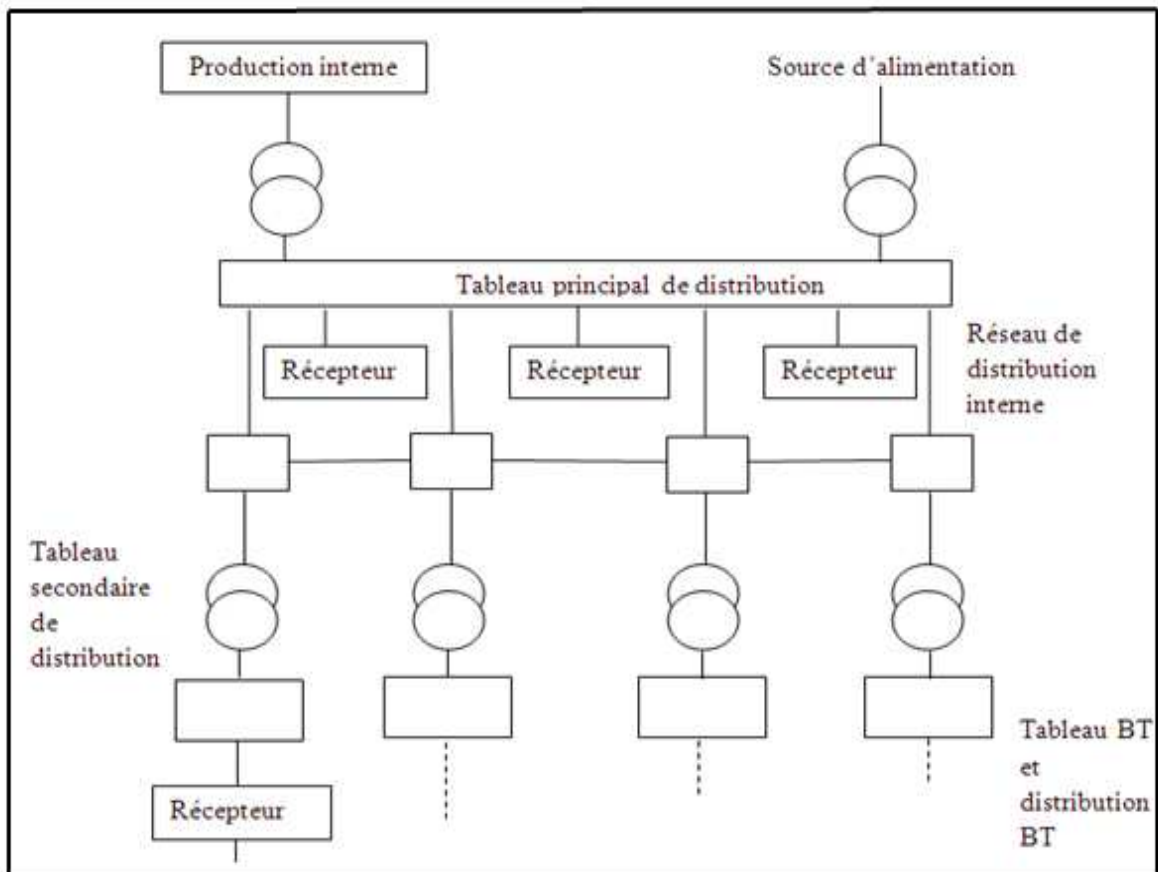 Production interne
Source d'alimentation
Tableau principal de distribution
Récepteur
Récepteur
Récepteur
Réseau de
distribution
interne
Tableau
secondaire
de
distribution
Tableau BT
et
distribution
BT
Récepteur